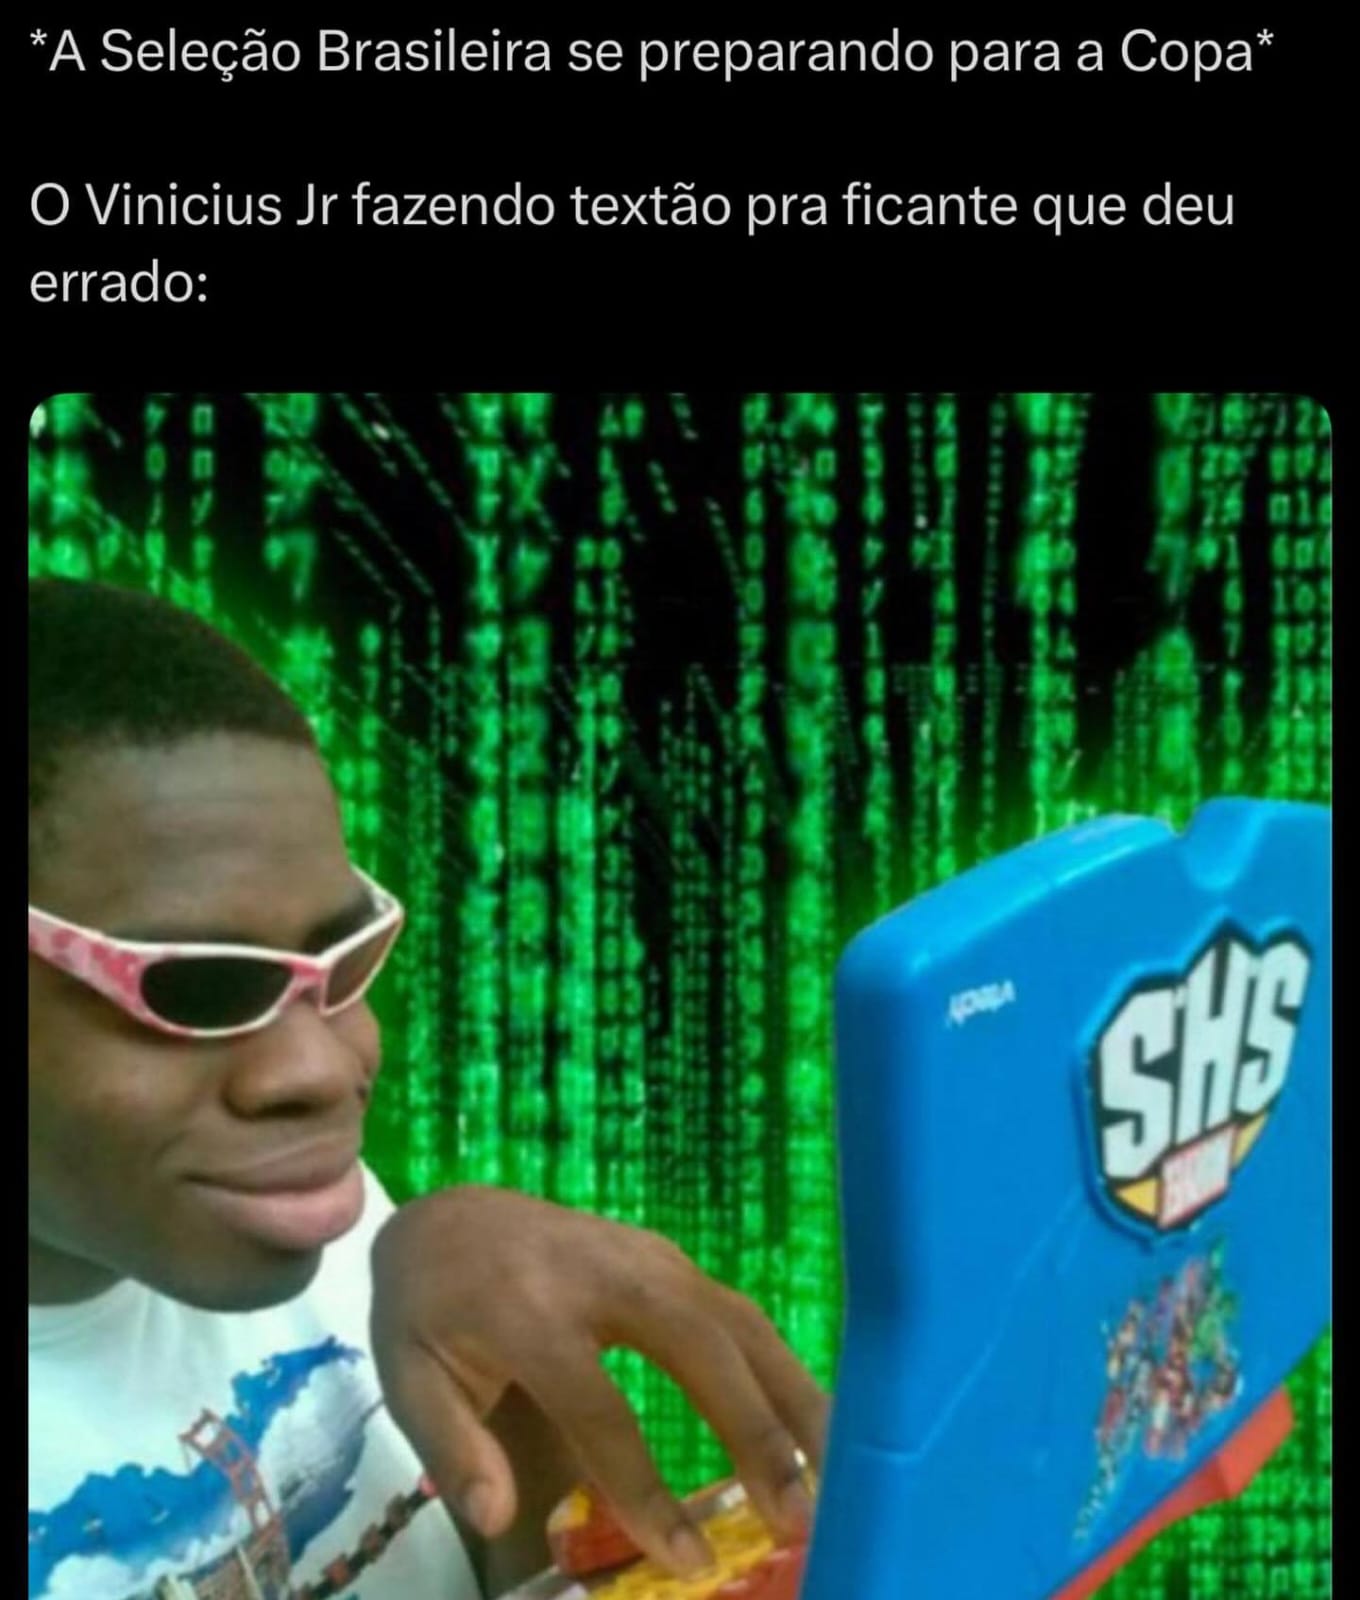 *A Seleção Brasileira se preparando para a Copa*
O Vinicius Jr fazendo textão pra ficante que deu
errado:
SHS